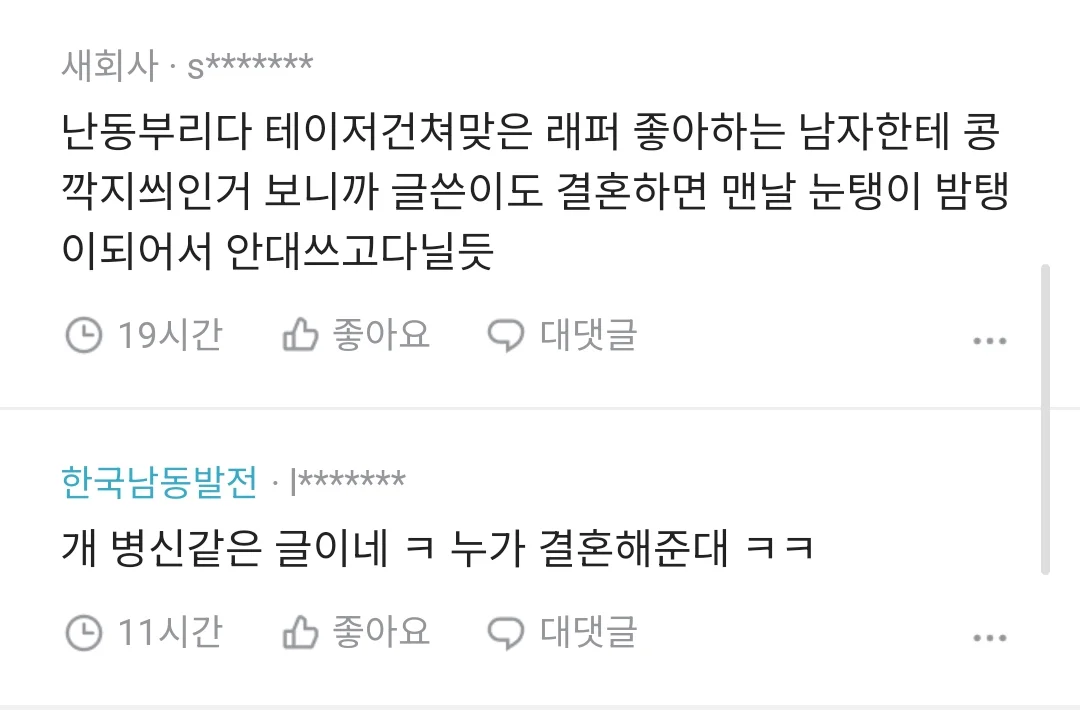 새회사 · s*******
난동부리다 테이저건쳐맞은 래퍼 좋아하는 남자한테 콩
깍지씌인거 보니까 글쓴이도 결혼하면 맨날 눈탱이 밤탱
이되어서 안대쓰고다닐듯
19시간 좋아요 대댓글
한국남동발전 · l*******
개 병신같은 글이네 ㅋ 누가 결혼해준대 ㅋㅋ
11시간 좋아요 대댓글